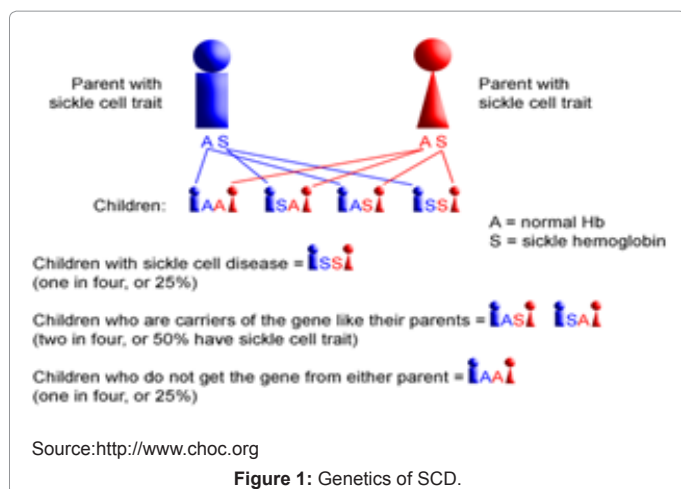 Parent with
sickle cell trait
Parent with
sickle cell trait
A S
A S
Children:
AA
SA
AS
SS
A = normal Hb
S = sickle hemoglobin
Children with sickle cell disease = SS
(one in four, or 25%)
Children who are carriers of the gene like their parents = AS SA
(two in four, or 50% have sickle cell trait)
Children who do not get the gene from either parent = AA
(one in four, or 25%)
Source:http://www.choc.org
Figure 1: Genetics of SCD.